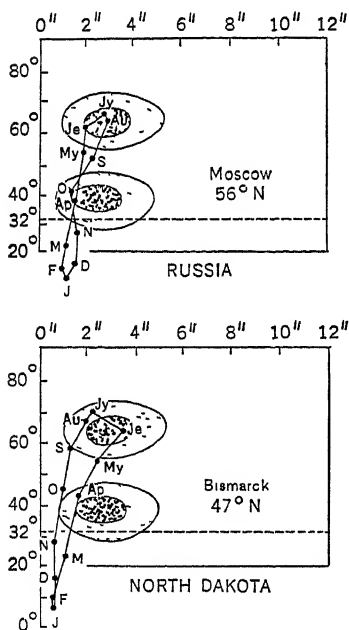 0" 2" 4" 6" 8" 10" 12"
80°
60°
Jy
Je
Au
My
S
Moscow
56° N
40°
O
Ap
32°
N
20°
M
F
D
J
RUSSIA
0" 2" 4" 6" 8" 10" 12"
80°
60°
Jy
Au
Je
S
My
40°
O
Ap
Bismarck
47° N
32°
N
M
20°
D
F
J
0°
NORTH DAKOTA